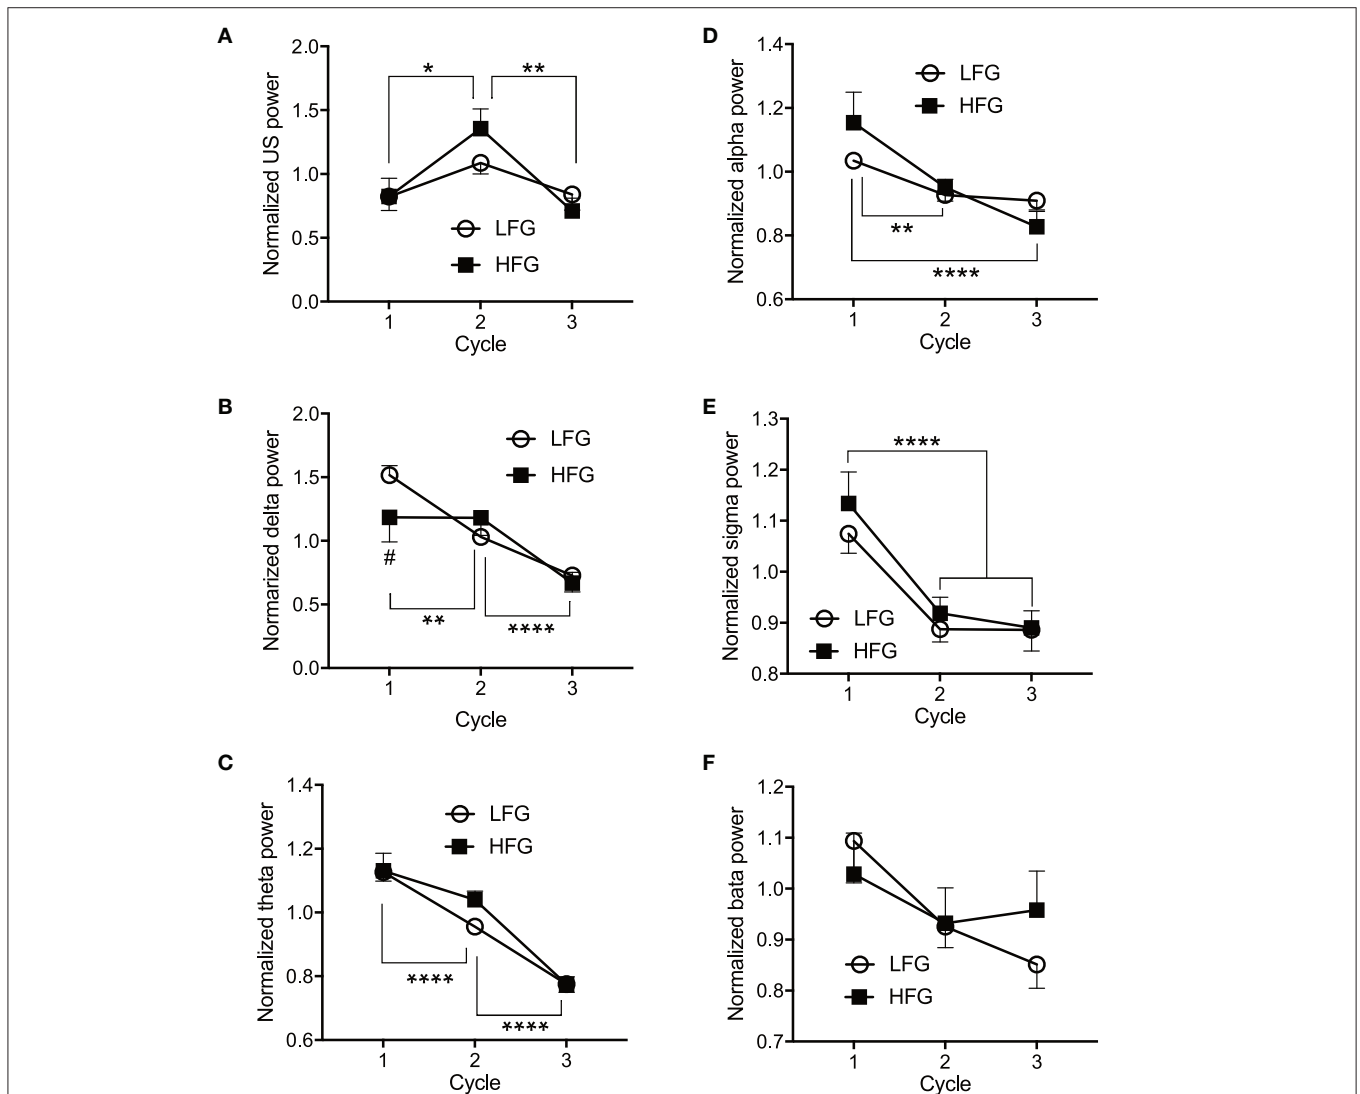 A
Normalized US power
2.0
1.5
1.0
0.5
0.0
*
**
LFG
HFG
1 2 3
Cycle
D
Normalized alpha power
1.4
1.2
1.0
0.8
0.6
LFG
HFG
**
****
1 2 3
Cycle
B
Normarized delta power
2.0
1.5
1.0
0.5
0.0
LFG
HFG
#
**
****
1 2 3
Cycle
E
Normalized sigma power
1.3
1.2
1.1
1.0
0.9
0.8
****
LFG
HFG
1 2 3
Cycle
C
Normalized theta power
1.4
1.2
1.0
0.8
0.6
LFG
HFG
****
****
1 2 3
Cycle
F
Normalized bata power
1.2
1.1
1.0
0.9
0.8
0.7
LFG
HFG
1 2 3
Cycle